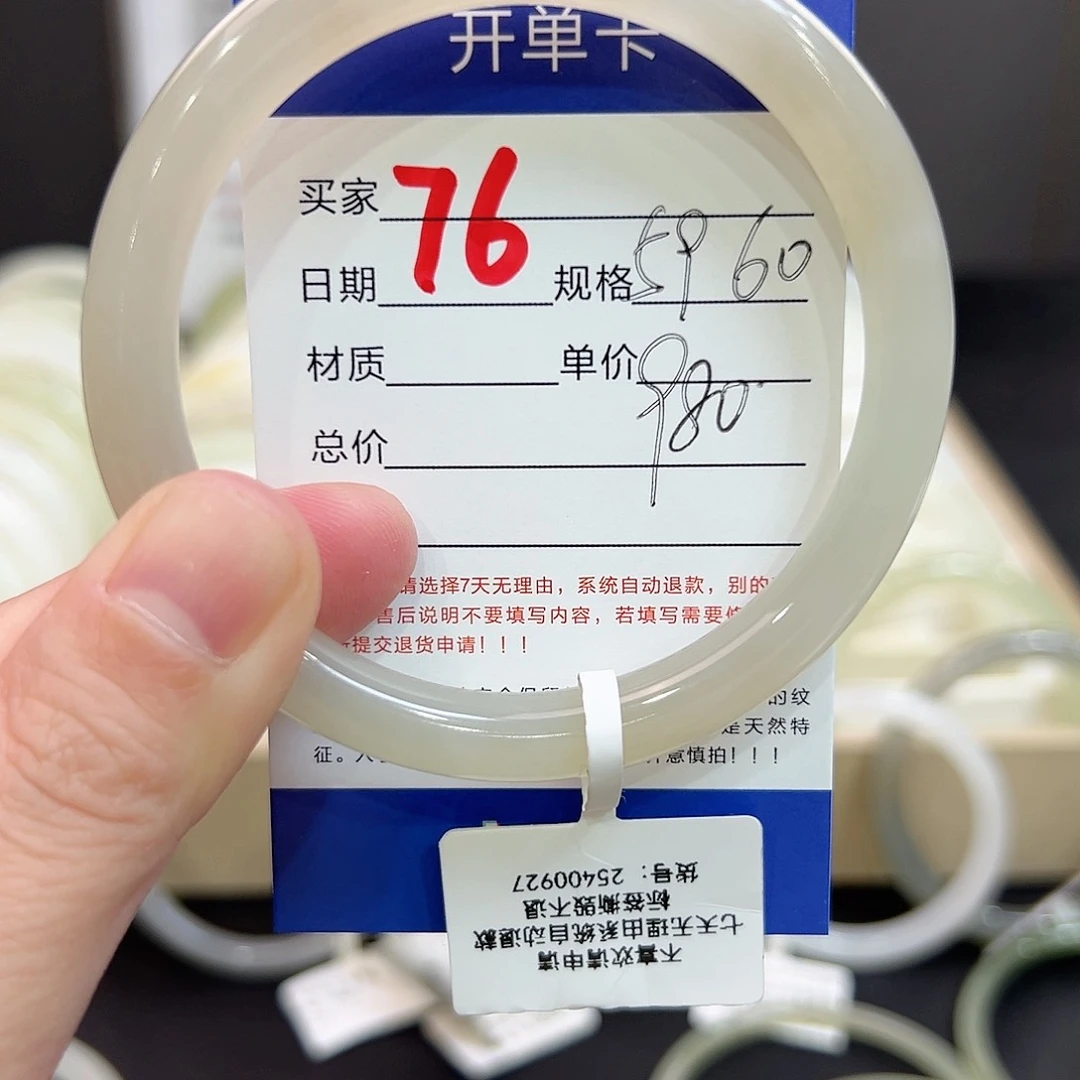 开单卡
买家
76
日期 规格 59 60
材质 单价 980
总价
请选择7天无理由，系统自动退款，别的
售后说明不要填写内容，若填写需要修
提交退货申请！！！
的纹
是天然特
征。 慎拍！！！
不喜欢请申请
七天无理由系统自动退款
标签撕毁不退
货号：25400927